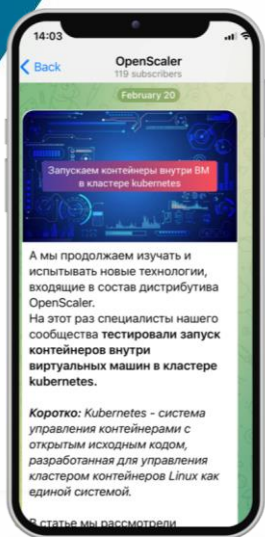 14:03
Back
OpenScaler
119 subscribers
February 20
Запускаем контейнеры внутри ВМ
в кластере kubernetes
А мы продолжаем изучать и
испытывать новые технологии,
входящие в состав дистрибутива
OpenScaler.
На этот раз специалисты нашего
сообщества тестировали запуск
контейнеров внутри
виртуальных машин в кластере
kubernetes.
Коротко: Kubernetes - система
управления контейнерами с
открытым исходным кодом,
разработанная для управления
кластером контейнеров Linux как
единой системой.
В статье мы рассмотрели